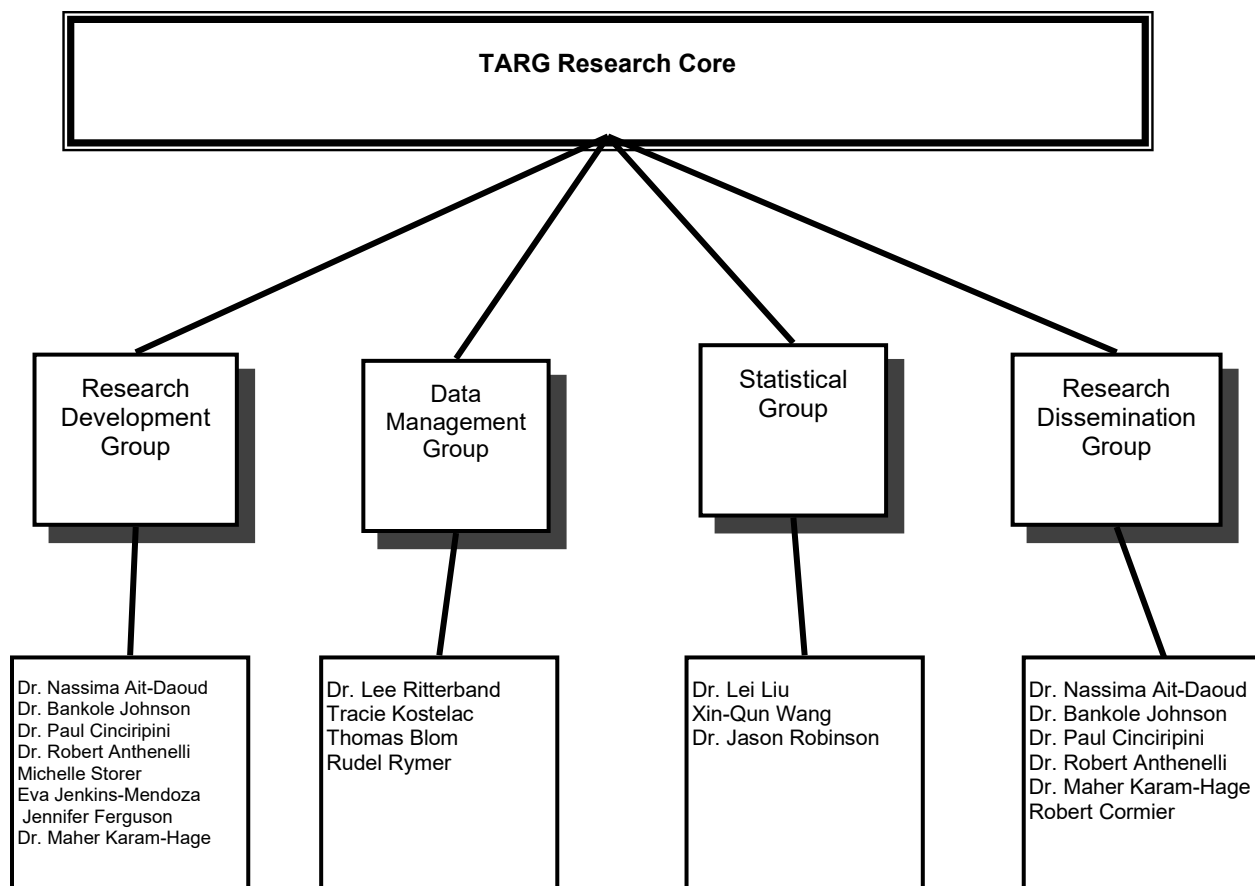 TARG Research Core
Research
Development
Group
Data
Management
Group
Statistical
Group
Research
Dissemination
Group
Dr. Nassima Ait-Daoud
Dr. Bankole Johnson
Dr. Paul Cinciripini
Dr. Robert Anthenelli
Michelle Storer
Eva Jenkins-Mendoza
Jennifer Ferguson
Dr. Maher Karam-Hage
Dr. Lee Ritterband
Tracie Kostelac
Thomas Blom
Rudel Rymer
Dr. Lei Liu
Xin-Qun Wang
Dr. Jason Robinson
Dr. Nassima Ait-Daoud
Dr. Bankole Johnson
Dr. Paul Cinciripini
Dr. Robert Anthenelli
Dr. Maher Karam-Hage
Robert Cormier